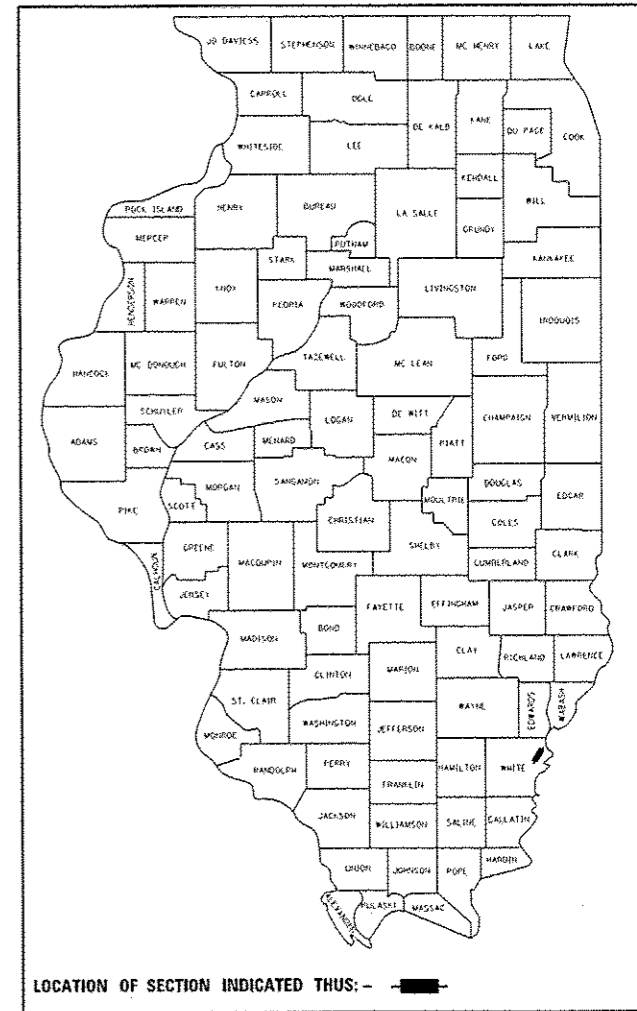 JO DAVIESS STEPHENSON WINNEBAGO BOONE MC HENRY LAKE
CARROLL OGLE DE KALB KANE DU PAGE COOK
WHITESIDE LEE
KENDALL WILL
ROCK ISLAND HENRY BUREAU LA SALLE GRUNDY
MERCER PUTNAM
STARK MARSHALL KANKAKEE
HENDERSON WARREN KNOX PEORIA WOODFORD LIVINGSTON IROQUOIS
HANCOCK MC DONOUGH FULTON TAZEWELL MC LEAN FORD
MASON
SCHUYLER LOGAN DE WITT CHAMPAIGN VERMILION
ADAMS BROWN CASS MENARD PIATT
MACON
MORGAN SANGAMON DOUGLAS
PIKE SCOTT CHRISTIAN MOULTRIE EDGAR
COLES
GREENE MACOUPIN MONTGOMERY SHELBY CUMBERLAND CLARK
CALHOUN
JERSEY FAYETTE EFFINGHAM JASPER CRAWFORD
MADISON BOND
CLAY RICHLAND LAWRENCE
CLINTON MARION
ST. CLAIR WAYNE EDWARDS WABASH
WASHINGTON JEFFERSON
MONROE
RANDOLPH PERRY HAMILTON WHITE
FRANKLIN
JACKSON WILLIAMSON SALINE GALLATIN
UNION JOHNSON POPE HARDIN
ALEXANDER PULASKI MASSAC
LOCATION OF SECTION INDICATED THUS: -